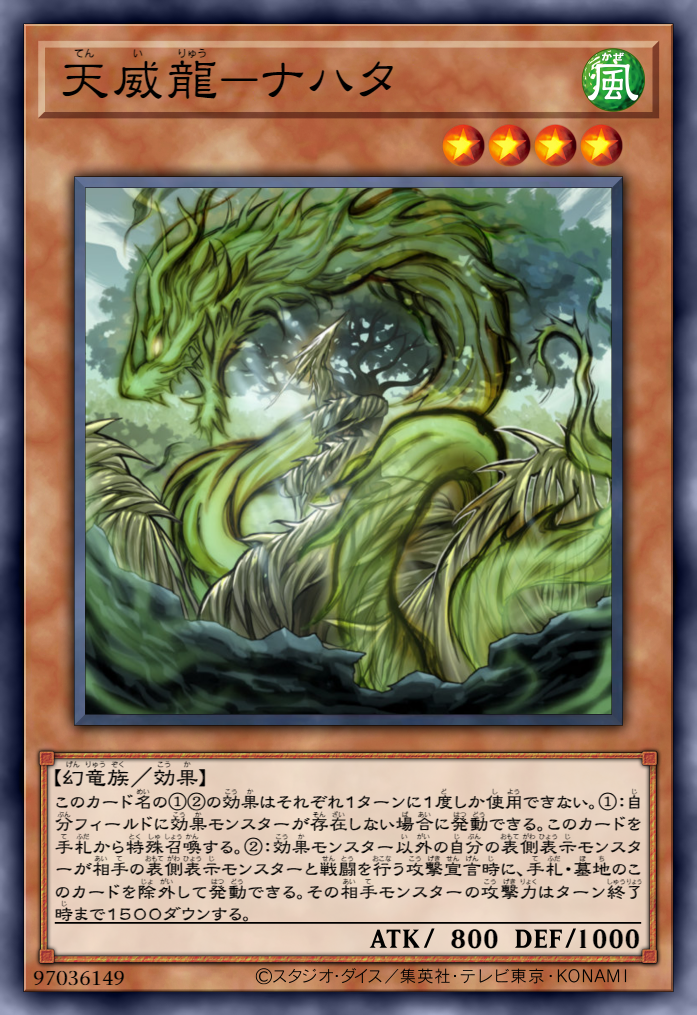 天威龍－ナハタ
風
【幻竜族／効果】
このカード名の①②の効果はそれぞれ1ターンに1度しか使用できない。①：自
分フィールドに効果モンスターが存在しない場合に発動できる。このカードを
手札から特殊召喚する。②：効果モンスター以外の自分の表側表示モンスタ
ーが相手の表側表示モンスターと戦闘を行う攻撃宣言時に、手札・墓地のこ
のカードを除外して発動できる。その相手モンスターの攻撃力はターン終了
時まで1500ダウンする。
ATK/ 800 DEF/1000
97036149 ©スタジオ・ダイス／集英社・テレビ東京・KONAMI